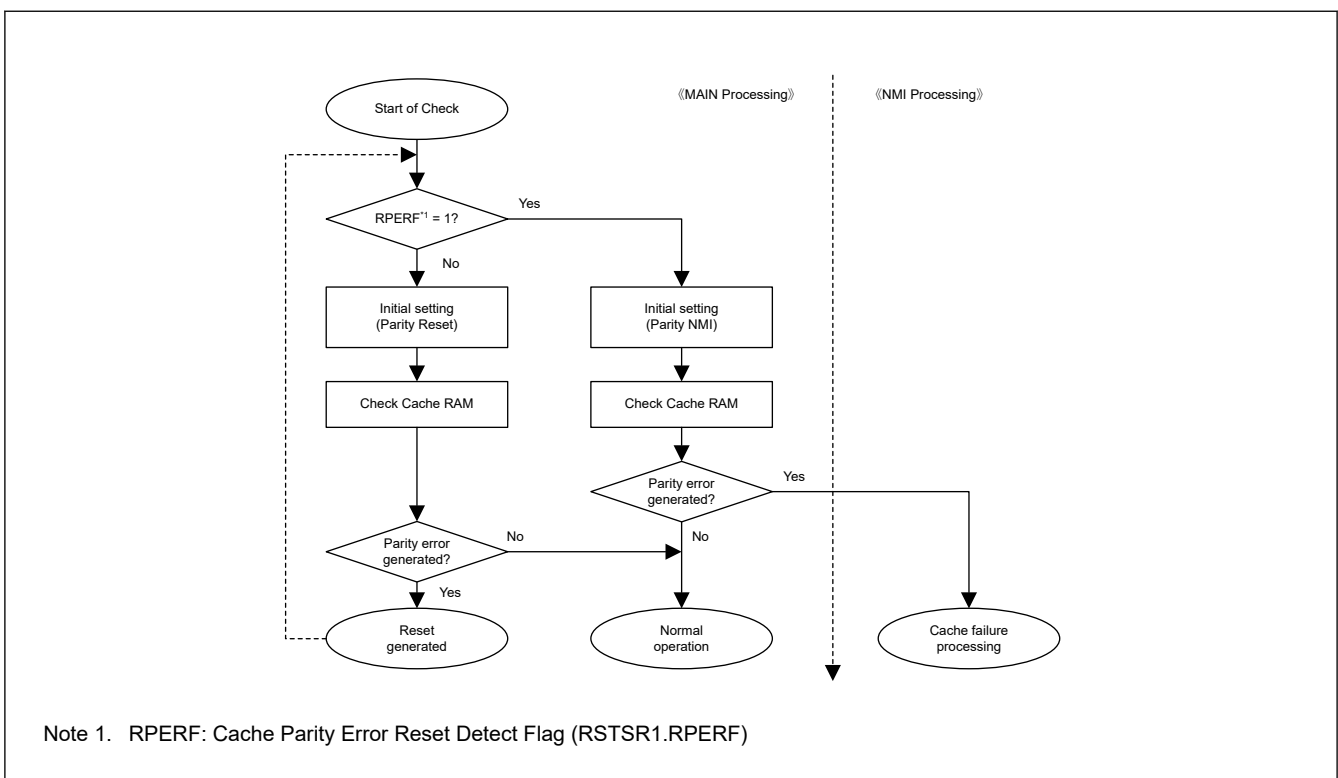 《MAIN Processing》
《NMI Processing》
Start of Check
RPERF*1 = 1?
Yes
No
Initial setting
(Parity Reset)
Initial setting
(Parity NMI)
Check Cache RAM
Check Cache RAM
Parity error
generated?
Yes
No
Parity error
generated?
No
Yes
Reset
generated
Normal
operation
Cache failure
processing
Note 1. RPERF: Cache Parity Error Reset Detect Flag (RSTSR1.RPERF)